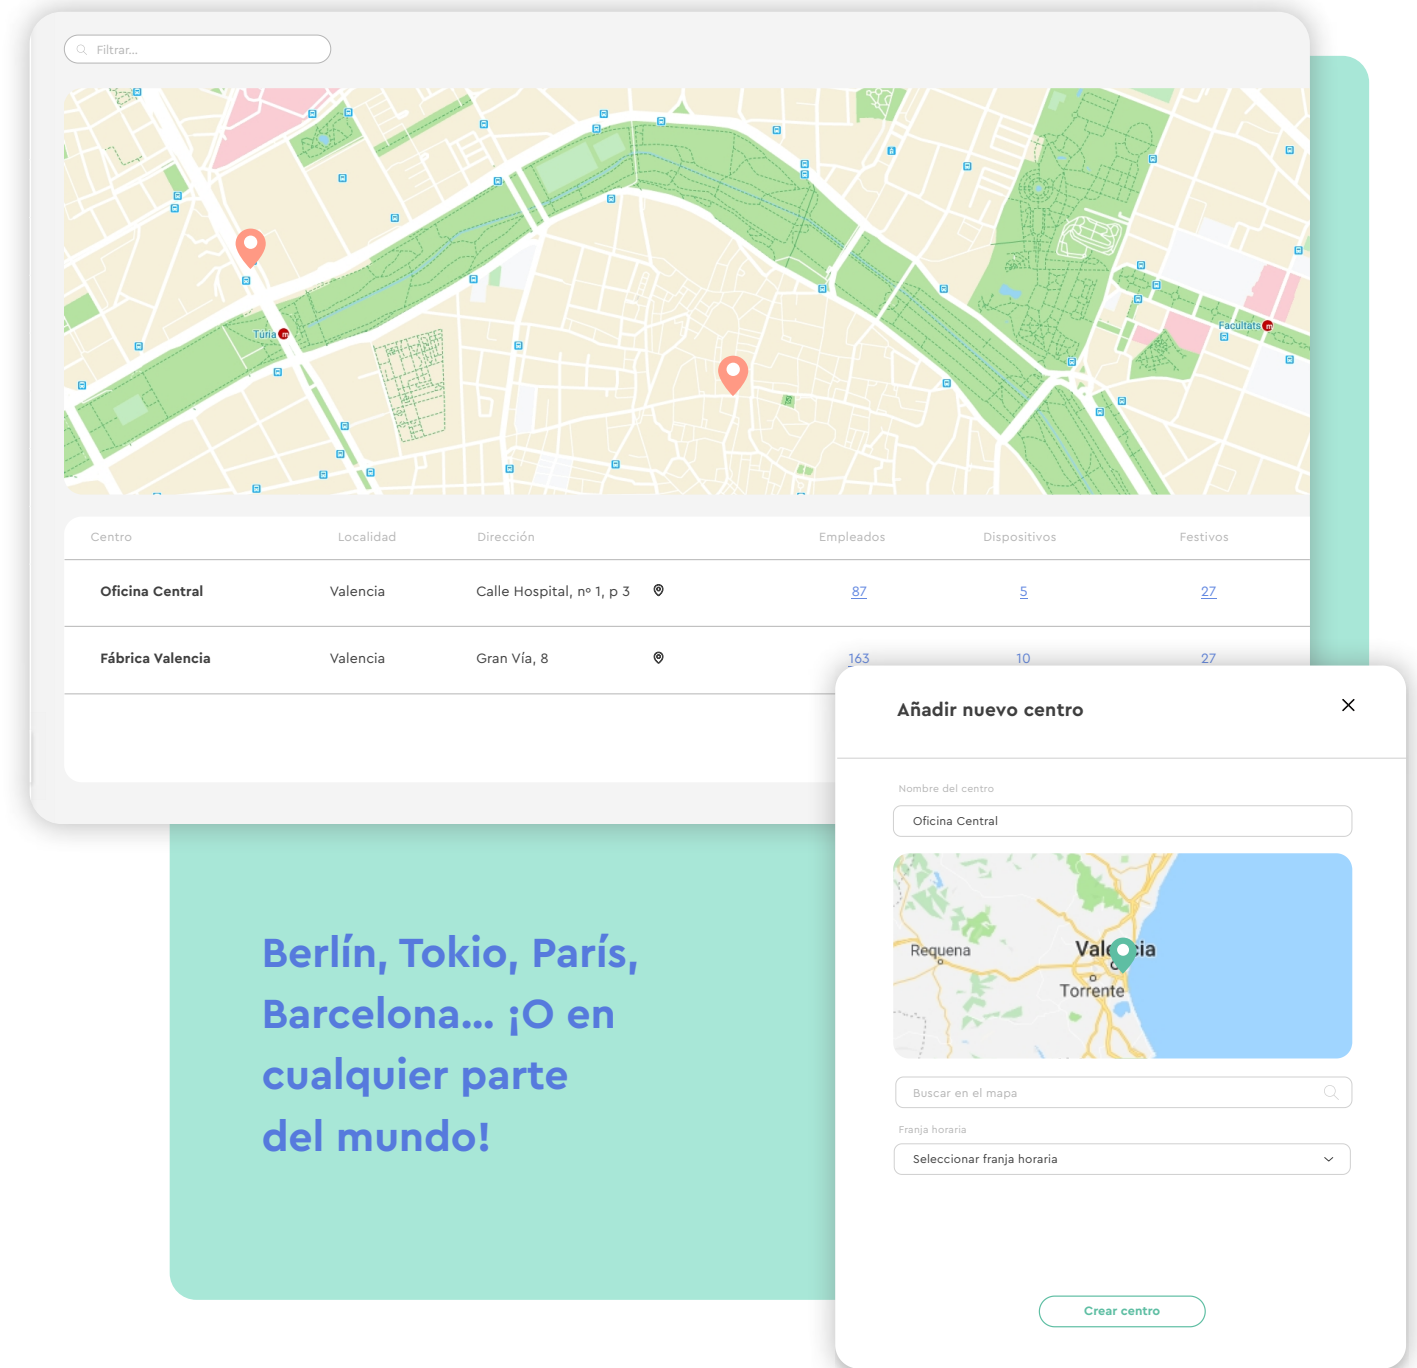 Filtrar...
Túria
Facultats
Centro Localidad Dirección Empleados Dispositivos Festivos
Oficina Central Valencia Calle Hospital, nº 1, p 3 87 5 27
Fábrica Valencia Valencia Gran Vía, 8 163 10 27
Añadir nuevo centro
Nombre del centro
Oficina Central
Requena
Torrente
Buscar en el mapa
Franja horaria
Seleccionar franja horaria
Crear centro
Berlín, Tokio, París,
Barcelona... ¡O en
cualquier parte
del mundo!